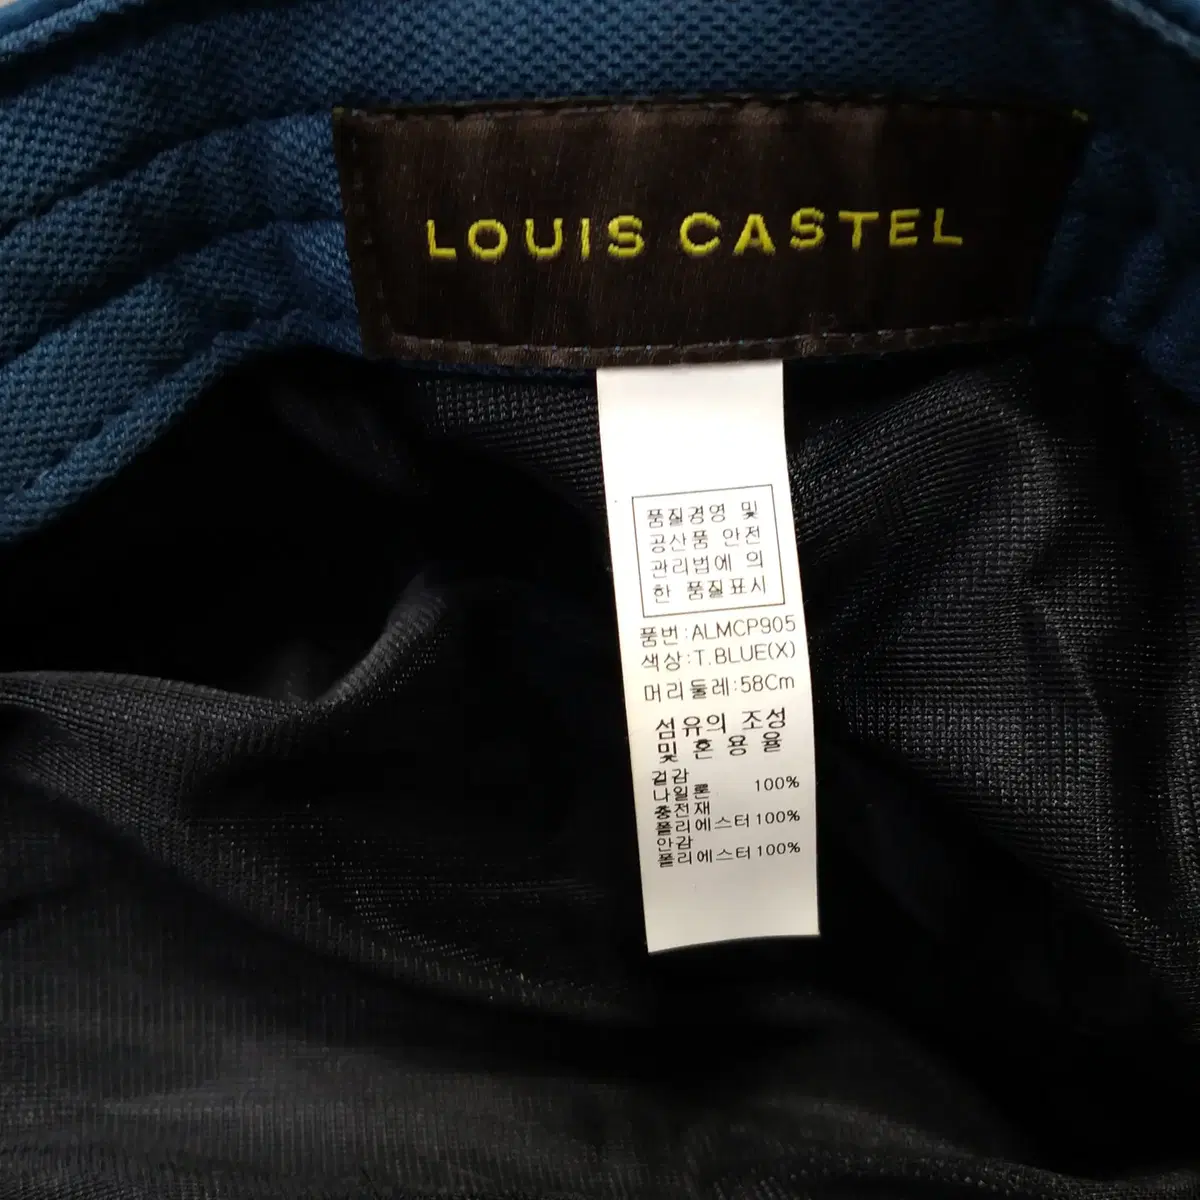 LOUIS CASTEL
품질경영 및
공산품 안전
관리법에 의
한 품질표시
품번:ALMCP905
색상:T.BLUE(X)
머리둘레:58Cm
섬유의 조성
및 혼용율
겉감
나일론 100%
충전재
폴리에스터 100%
안감
폴리에스터 100%